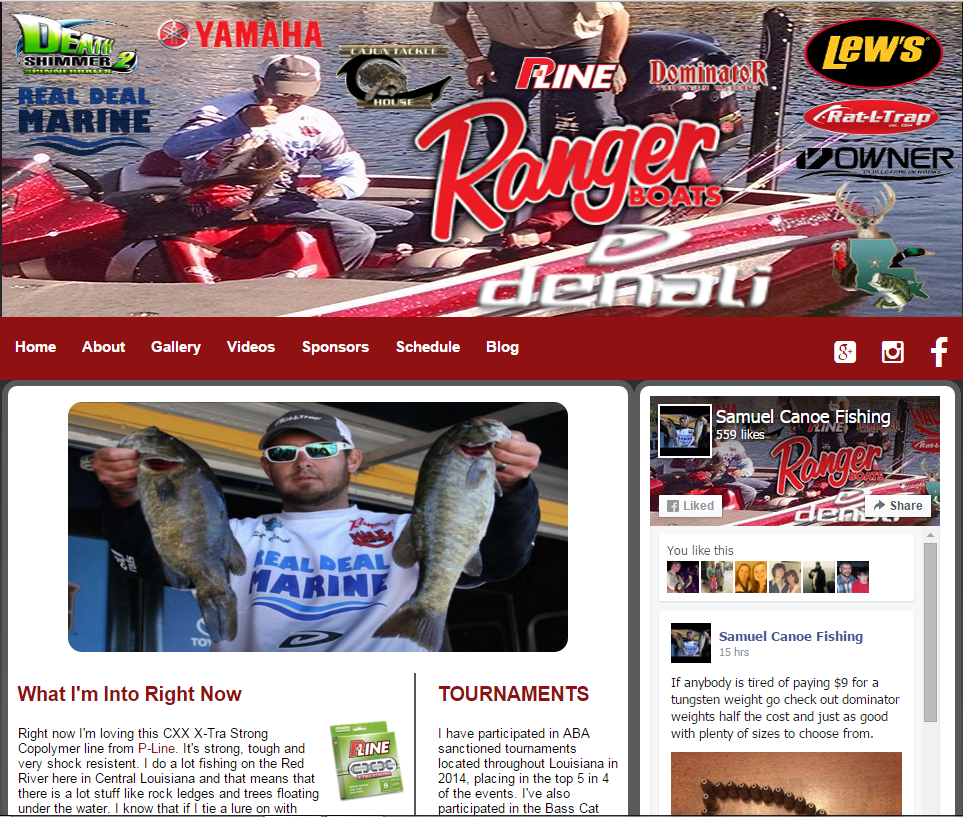 DEATH
SHIMMER 2
SPINNERBAITS
YAMAHA
CAJUN TACKLE
HOUSE
P-LINE
DOMINATOR
LEW'S
REAL DEAL
MARINE
Rat-L-Trap
OWNER
Ranger
BOATS
denali
Home About Gallery Videos Sponsors Schedule Blog
g+ f
Samuel Canoe Fishing
559 likes
Ranger
Liked Share
denali
Ranger
REAL DEAL
MARINE
TOYO
You like this
Samuel Canoe Fishing
15 hrs
If anybody is tired of paying $9 for a
tungsten weight go check out dominator
weights half the cost and just as good
with plenty of sizes to choose from.
What I'm Into Right Now
Right now I'm loving this CXX X-Tra Strong
Copolymer line from P-Line. It's strong, tough and
very shock resistent. I do a lot fishing on the Red
River here in Central Louisiana and that means that
there is a lot stuff like rock ledges and trees floating
under the water. I know that if I tie a lure on with
P-LINE
CXX
TOURNAMENTS
I have participated in ABA
sanctioned tournaments
located throughout Louisiana in
2014, placing in the top 5 in 4
of the events. I've also
participated in the Bass Cat